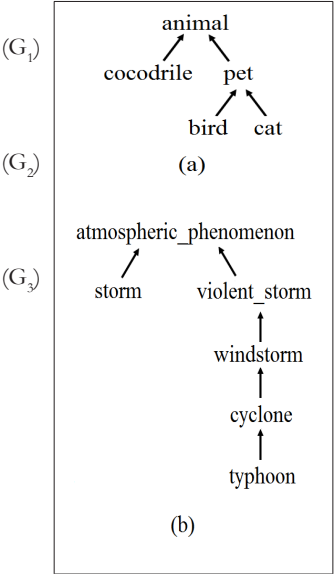 animal
(G1)
cocodrile pet
bird cat
(G2) (a)
atmospheric_phenomenon
(G3)
storm violent_storm
windstorm
cyclone
typhoon
(b)